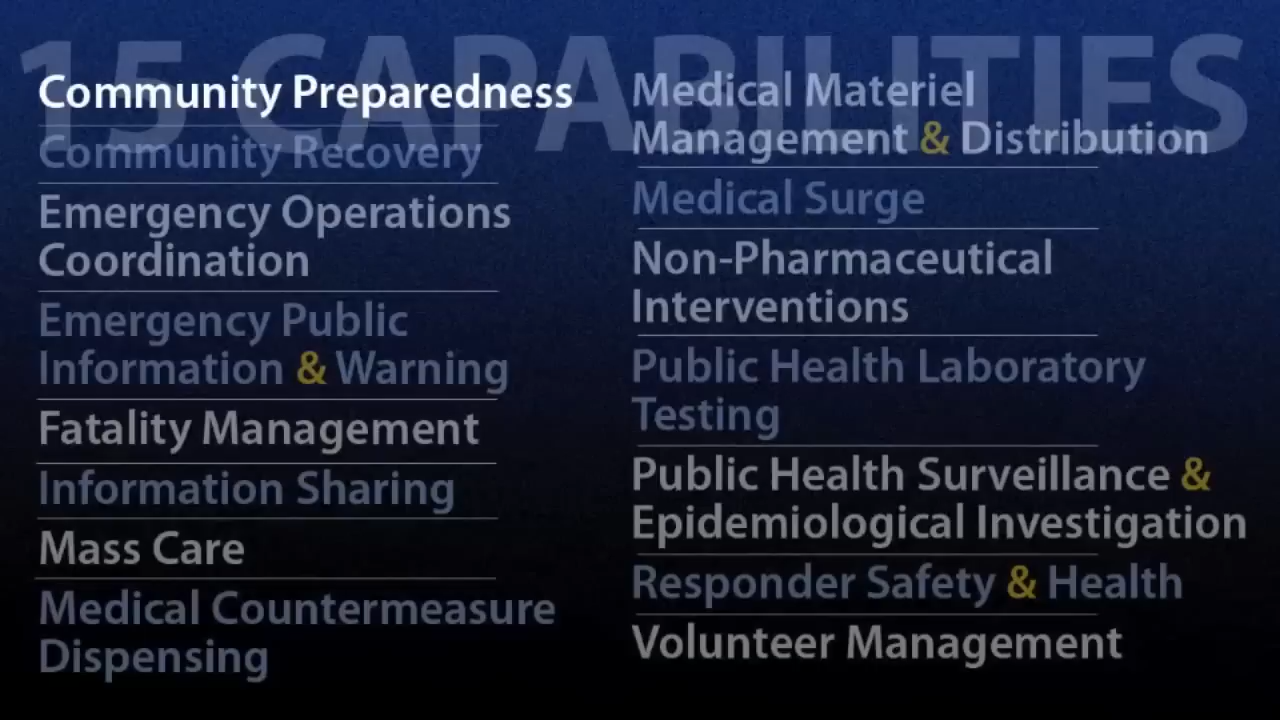 15 CAPABILITIES
Community Preparedness
Community Recovery
Emergency Operations
Coordination
Emergency Public
Information & Warning
Fatality Management
Information Sharing
Mass Care
Medical Countermeasure
Dispensing
Medical Materiel
Management & Distribution
Medical Surge
Non-Pharmaceutical
Interventions
Public Health Laboratory
Testing
Public Health Surveillance &
Epidemiological Investigation
Responder Safety & Health
Volunteer Management